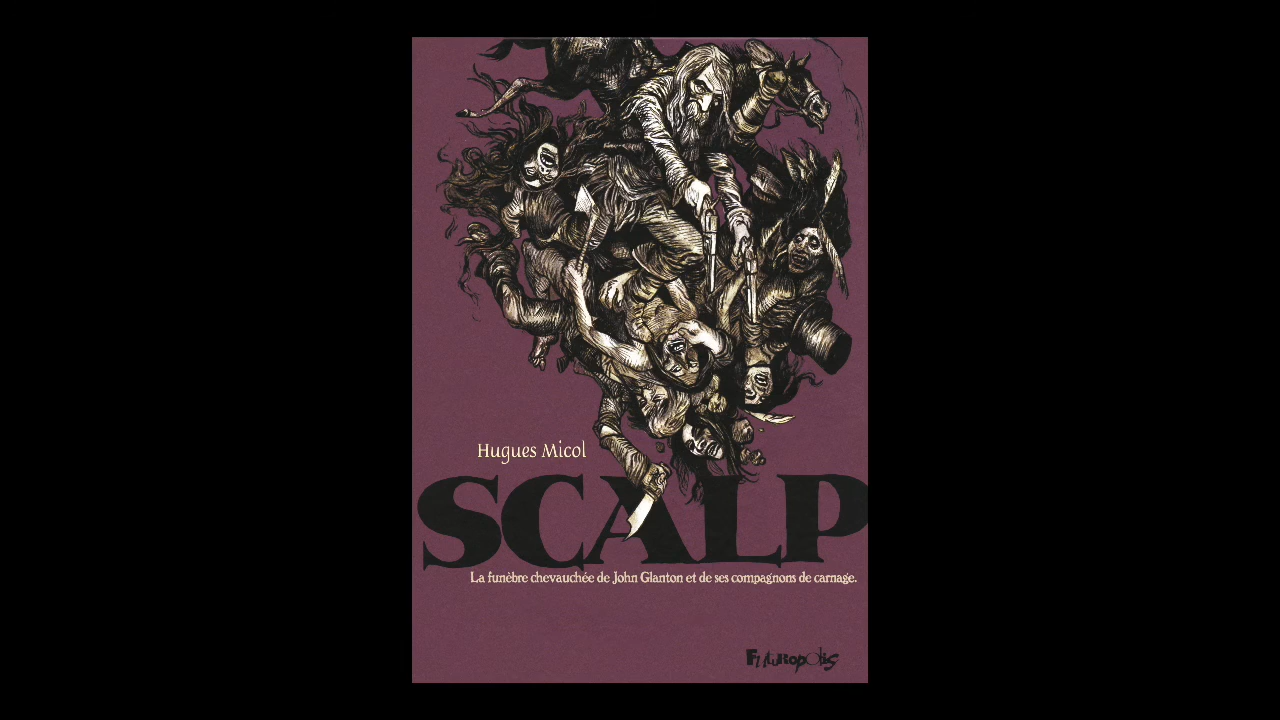 Hugues Micol
SCALP
La funèbre chevauchée de John Glanton et de ses compagnons de carnage.
Futuropolis